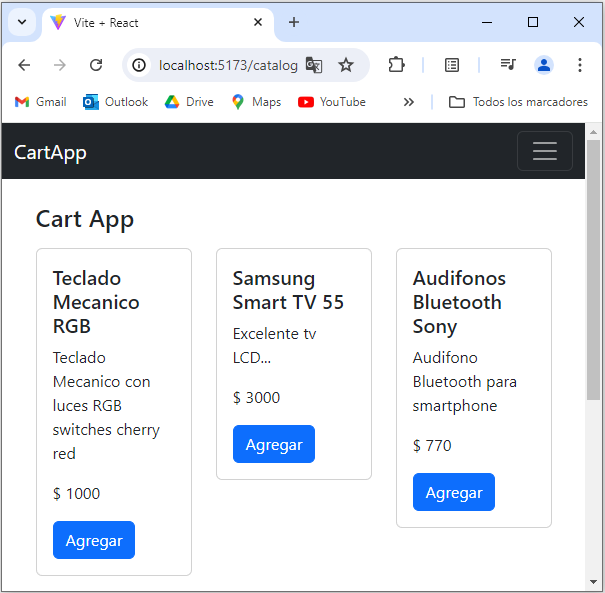 Vite + React
localhost:5173/catalog
Gmail
Outlook
Drive
Maps
YouTube
Todos los marcadores
CartApp
Cart App
Teclado
Mecanico
RGB
Teclado
Mecanico con
luces RGB
switches cherry
red
$ 1000
Agregar
Samsung
Smart TV 55
Excelente tv
LCD...
$ 3000
Agregar
Audifonos
Bluetooth
Sony
Audifono
Bluetooth para
smartphone
$ 770
Agregar